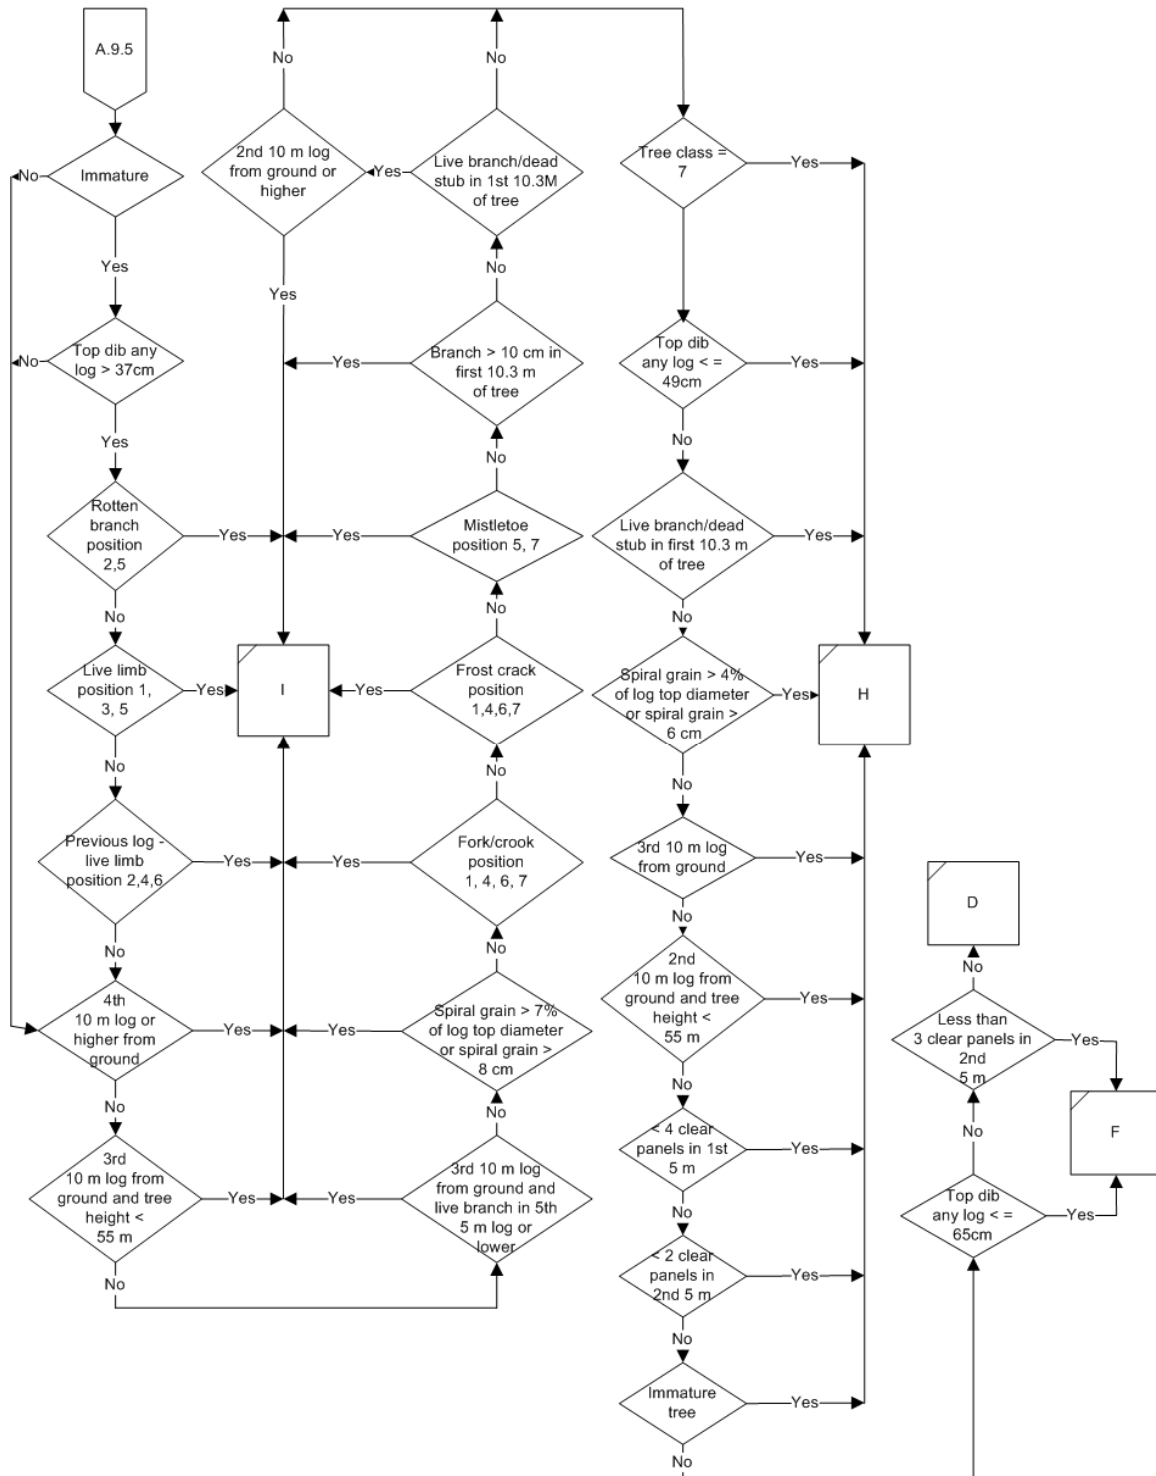 A.9.5
Immature
No
Yes
Top dib any
log > 37cm
No
Yes
Rotten
branch
position
2,5
Yes
No
Live limb
position 1,
3, 5
Yes
No
Previous log -
live limb
position 2,4,6
Yes
No
4th
10 m log or
higher from
ground
Yes
No
3rd
10 m log from
ground and tree
height <
55 m
Yes
No
I
3rd 10 m log
from ground and
live branch in 5th
5 m log or
lower
Yes
No
Spiral grain > 7%
of log top diameter
or spiral grain >
8 cm
Yes
No
Fork/crook
position
1, 4, 6, 7
Yes
No
Frost crack
position
1,4,6,7
Yes
No
Mistletoe
position 5, 7
Yes
No
Branch > 10 cm in
first 10.3 m
of tree
Yes
No
Live branch/dead
stub in 1st 10.3M
of tree
Yes
No
2nd 10 m log
from ground or
higher
Yes
No
Tree class =
7
Yes
Top dib
any log < =
49cm
Yes
No
Live branch/dead
stub in first 10.3 m
of tree
Yes
No
Spiral grain > 4%
of log top diameter
or spiral grain >
6 cm
Yes
No
H
3rd 10 m log
from ground
Yes
No
2nd
10 m log from
ground and tree
height <
55 m
Yes
No
< 4 clear
panels in 1st
5 m
Yes
No
< 2 clear
panels in
2nd 5 m
Yes
No
Immature
tree
Yes
No
Top dib
any log < =
65cm
Yes
No
Less than
3 clear panels in
2nd
5 m
Yes
No
F
D